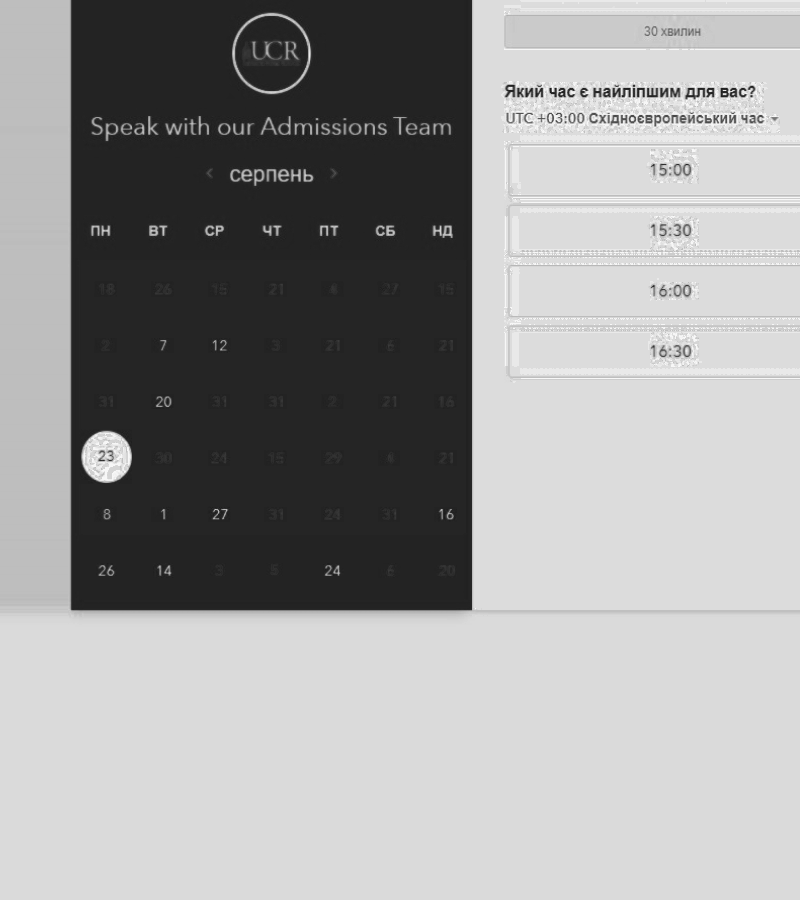 UCR
Speak with our Admissions Team
серпень
ПН ВТ СР ЧТ ПТ СБ НД
18 26 15 21 4 27 15
2 7 12 3 21 6 21
31 20 31 31 2 21 16
23 30 24 15 29 4 21
8 1 27 31 24 31 16
26 14 3 5 24 6 20
30 хвилин
Який час є найліпшим для вас?
UTC +03:00 Східноєвропейський час
15:00
15:30
16:00
16:30